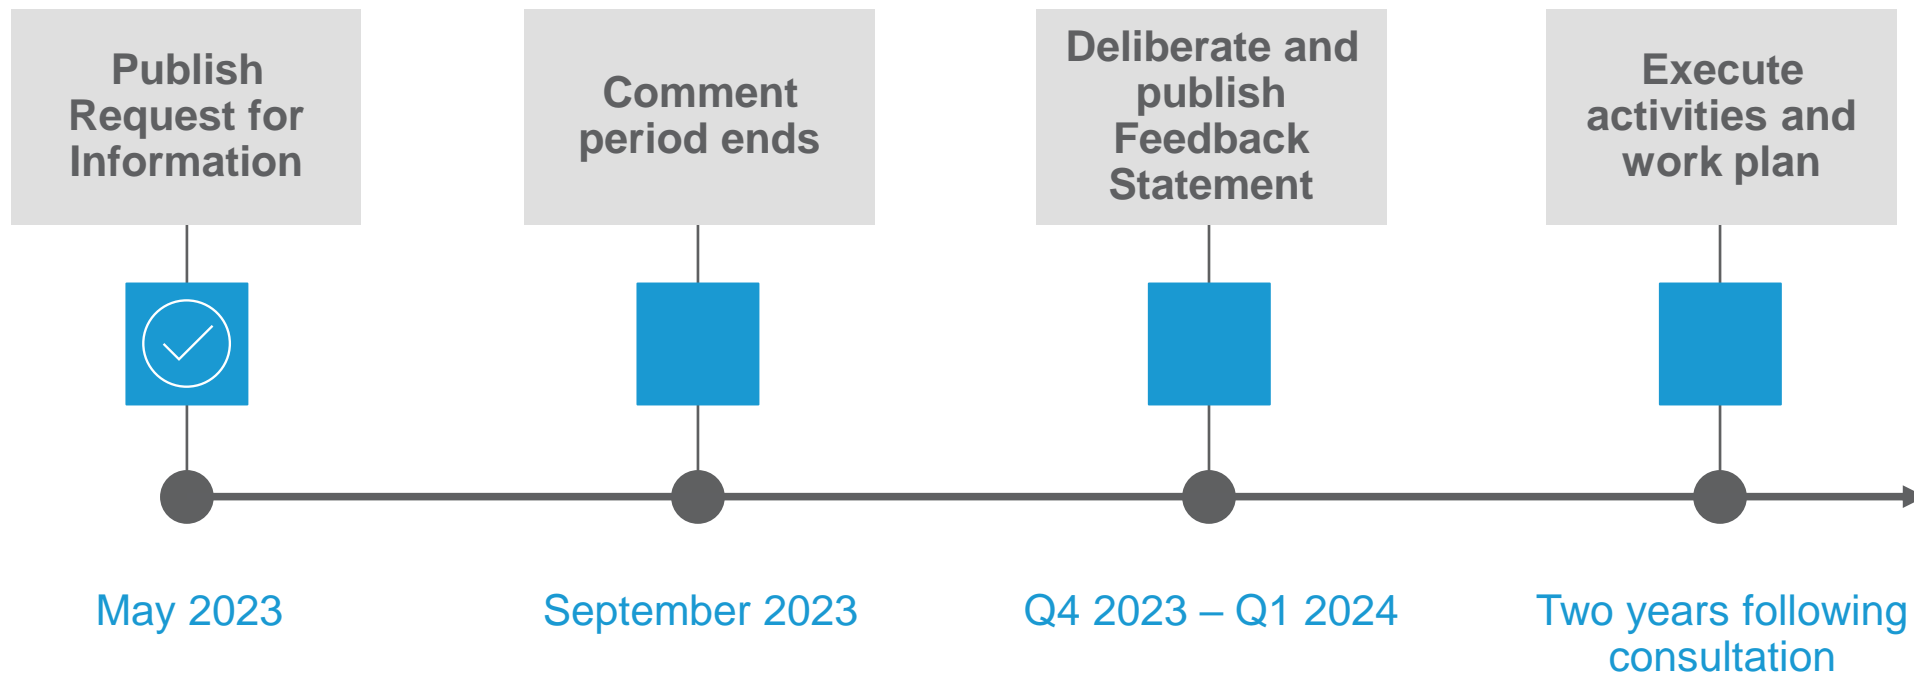 Publish
Request for
Information
May 2023
Comment
period ends
September 2023
Deliberate and
publish
Feedback
Statement
Q4 2023 – Q1 2024
Execute
activities and
work plan
Two years following
consultation